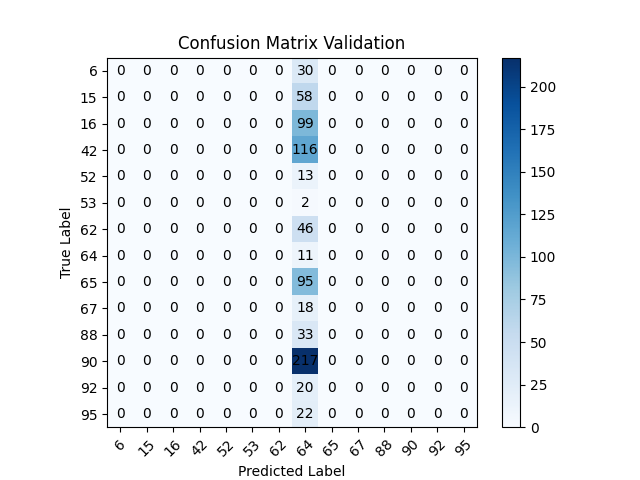 Confusion Matrix Validation
6 0 0 0 0 0 0 0 30 0 0 0 0 0 0
15 0 0 0 0 0 0 0 58 0 0 0 0 0 0
16 0 0 0 0 0 0 0 99 0 0 0 0 0 0
42 0 0 0 0 0 0 0 116 0 0 0 0 0 0
52 0 0 0 0 0 0 0 13 0 0 0 0 0 0
53 0 0 0 0 0 0 0 2 0 0 0 0 0 0
62 0 0 0 0 0 0 0 46 0 0 0 0 0 0
64 0 0 0 0 0 0 0 11 0 0 0 0 0 0
65 0 0 0 0 0 0 0 95 0 0 0 0 0 0
67 0 0 0 0 0 0 0 18 0 0 0 0 0 0
88 0 0 0 0 0 0 0 33 0 0 0 0 0 0
90 0 0 0 0 0 0 0 217 0 0 0 0 0 0
92 0 0 0 0 0 0 0 20 0 0 0 0 0 0
95 0 0 0 0 0 0 0 22 0 0 0 0 0 0
6 15 16 42 52 53 62 64 65 67 88 90 92 95
Predicted Label
True Label
200
175
150
125
100
75
50
25
0